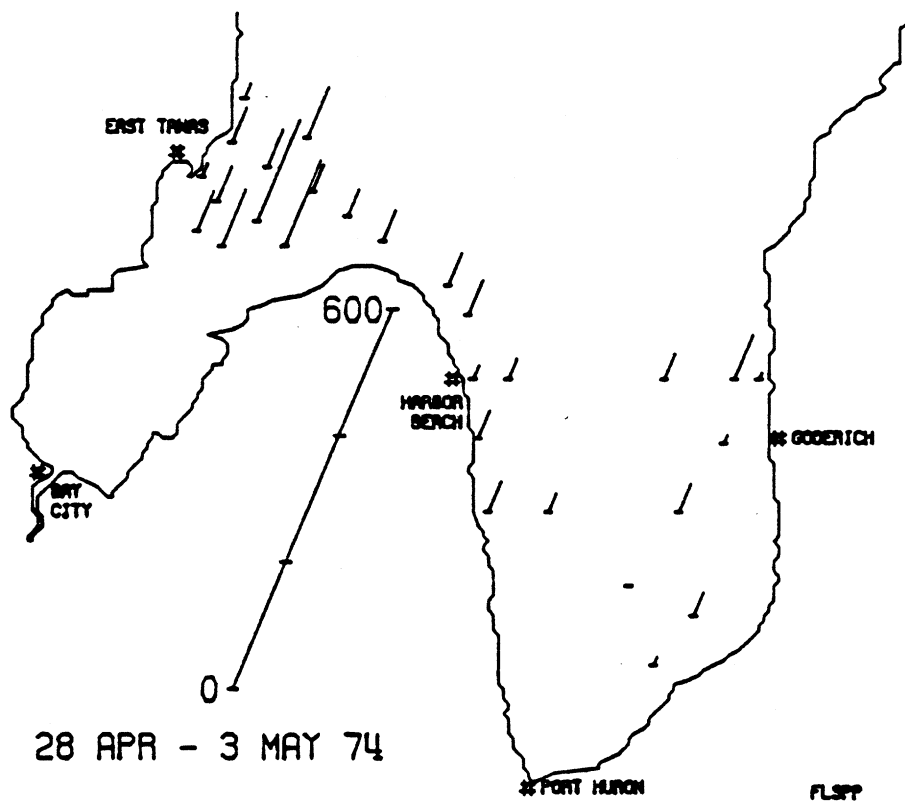 EAST TAWAS
600
HARBOR
BEACH
GODERICH
BAY
CITY
0
28 APR - 3 MAY 74
PORT HURON
FLSPP